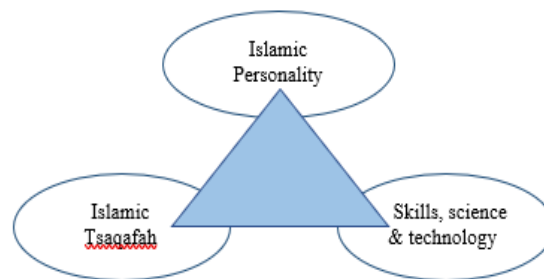 Islamic
Personality
Islamic
Tsaqafah
Skills, science
& technology